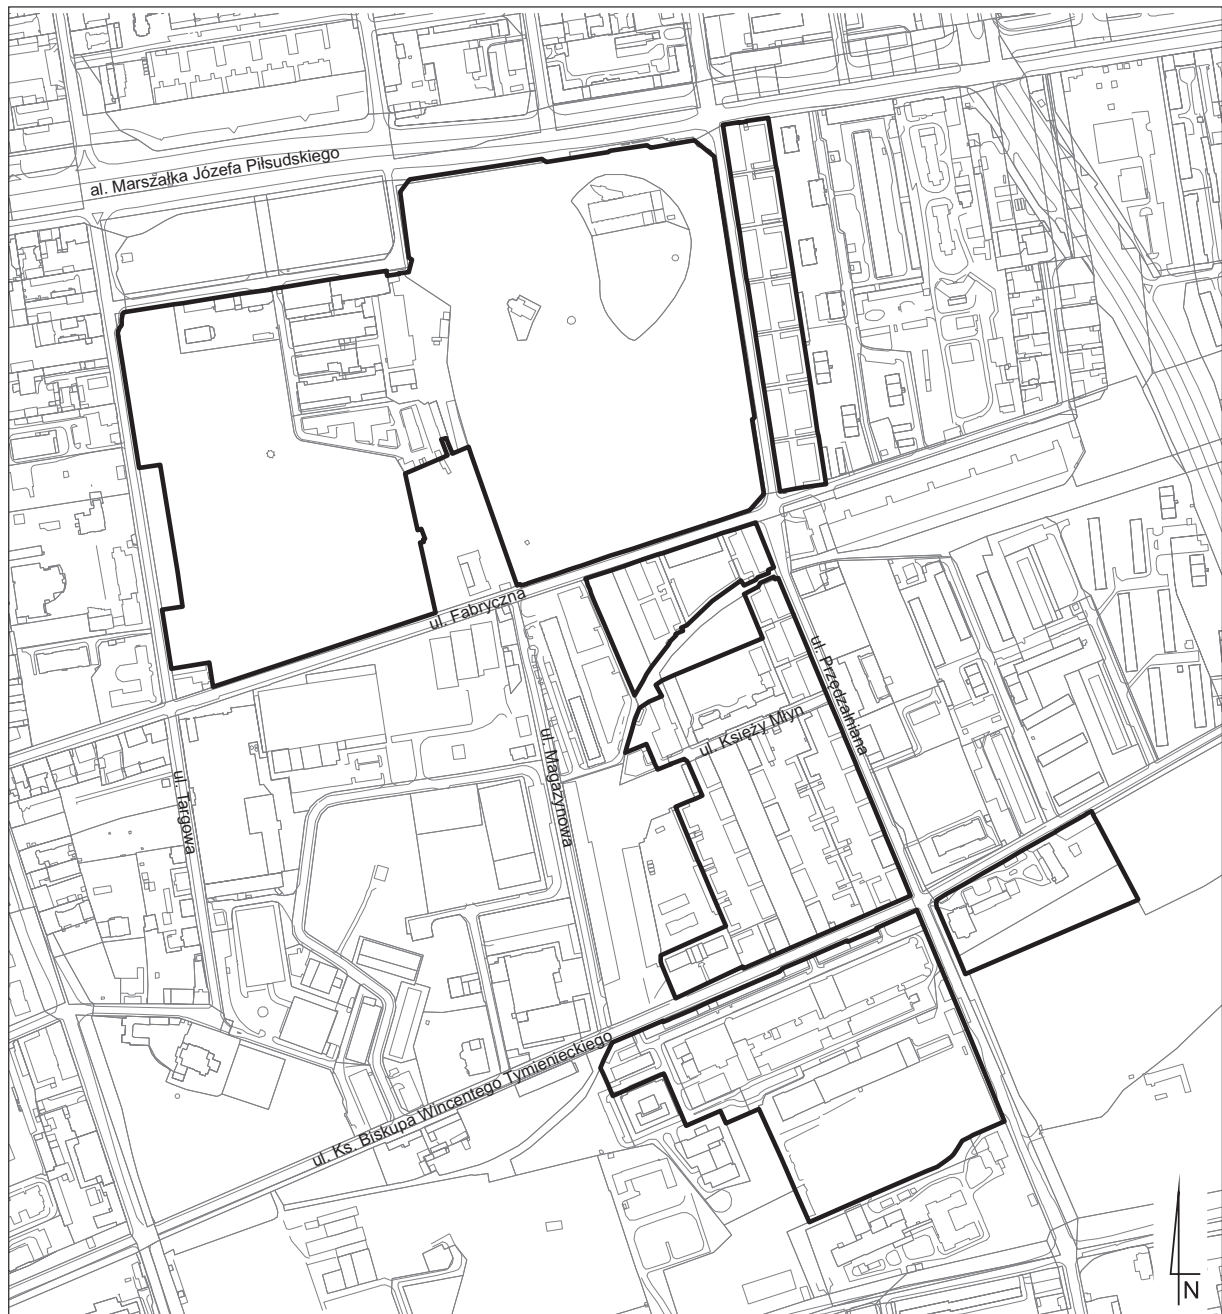 al. Marszałka Józefa Piłsudskiego
ul. Fabryczna
ul. Przędzalniana
ul. Księży Młyn
ul. Magazynowa
ul. Targowa
ul. Ks. Biskupa Wincentego Tymienieckiego
N